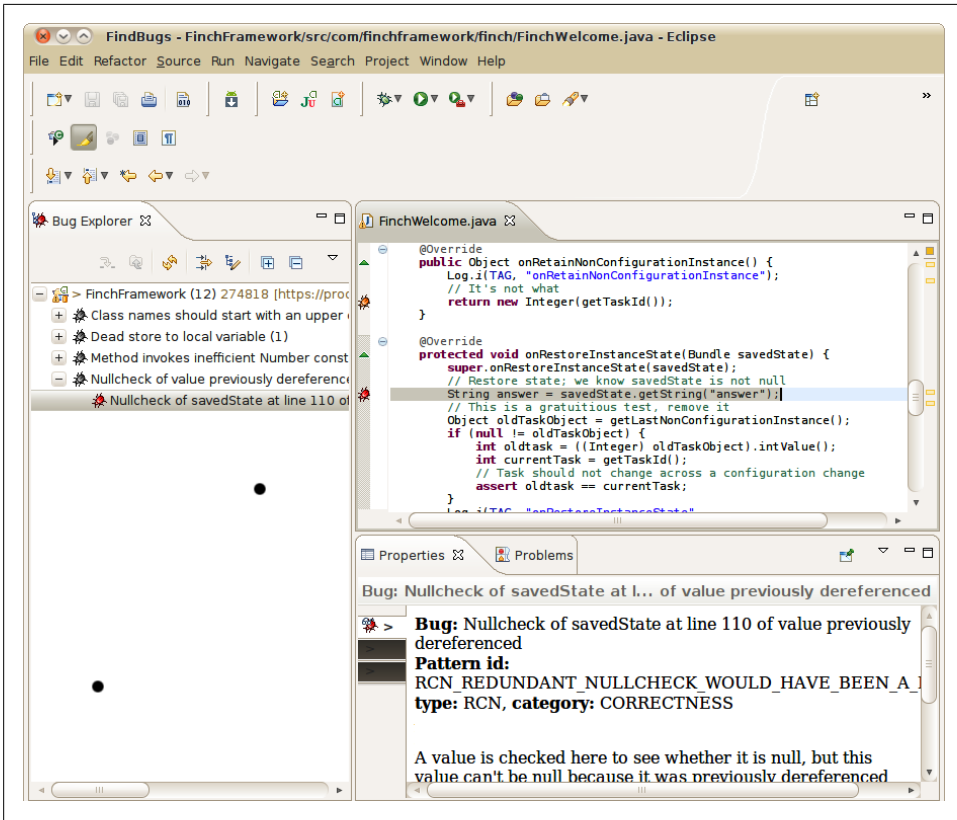 FindBugs - FinchFramework/src/com/finchframework/finch/FinchWelcome.java - Eclipse
File Edit Refactor Source Run Navigate Search Project Window Help
Bug Explorer
> FinchFramework (12) 274818 [https://proc
Class names should start with an upper
Dead store to local variable (1)
Method invokes inefficient Number const
Nullcheck of value previously dereference
Nullcheck of savedState at line 110 of
FinchWelcome.java
@Override
public Object onRetainNonConfigurationInstance() {
Log.i(TAG, "onRetainNonConfigurationInstance");
// It's not what
return new Integer(getTaskId());
}
@Override
protected void onRestoreInstanceState(Bundle savedState) {
super.onRestoreInstanceState(savedState);
// Restore state; we know savedState is not null
String answer = savedState.getString("answer");
// This is a gratuitious test, remove it
Object oldTaskObject = getLastNonConfigurationInstance();
if (null != oldTaskObject) {
int oldtask = ((Integer) oldTaskObject).intValue();
int currentTask = getTaskId();
// Task should not change across a configuration change
assert oldtask == currentTask;
}
Log.i(TAG, "onRestoreInstanceState"
Properties
Problems
Bug: Nullcheck of savedState at l... of value previously dereferenced
Bug: Nullcheck of savedState at line 110 of value previously
dereferenced
Pattern id:
RCN_REDUNDANT_NULLCHECK_WOULD_HAVE_BEEN_A_
type: RCN, category: CORRECTNESS
A value is checked here to see whether it is null, but this
value can't be null because it was previously dereferenced